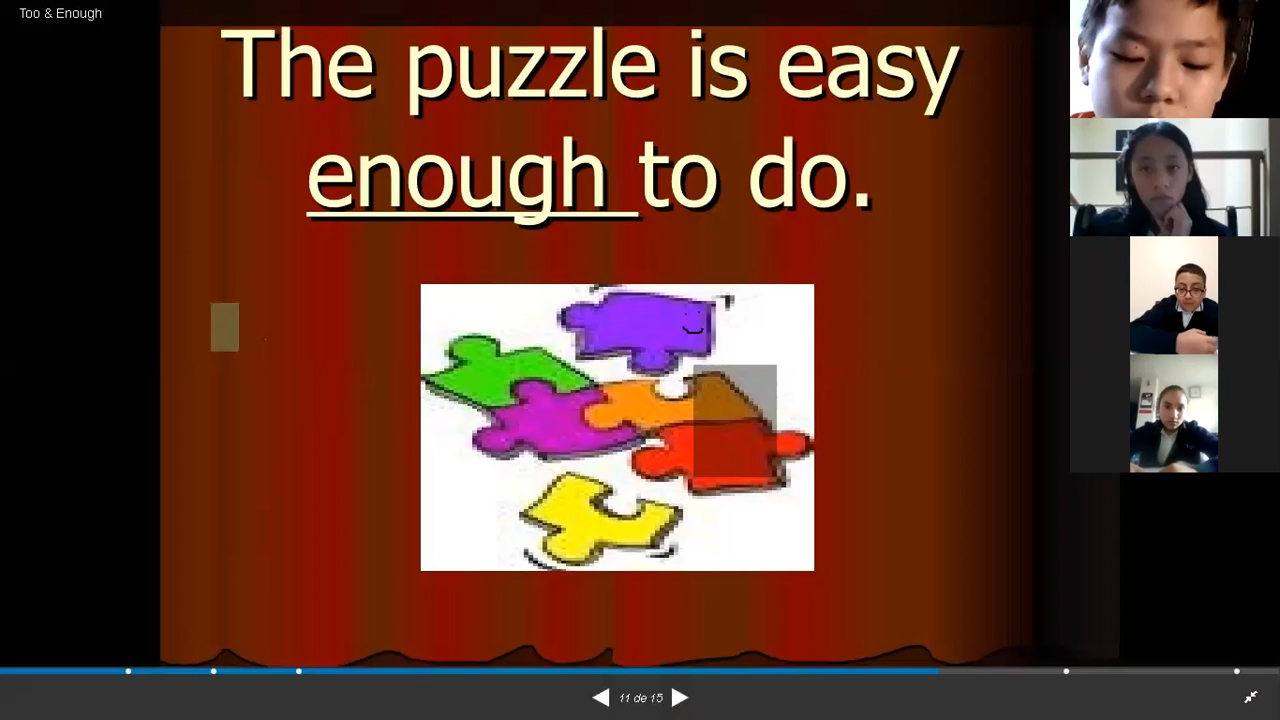 Too & Enough
The puzzle is easy
enough to do.
11 de 15